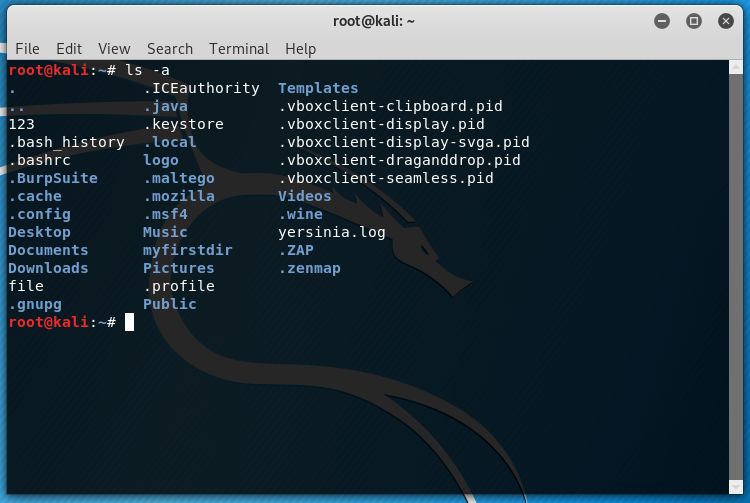 root@kali: ~
File Edit View Search Terminal Help
root@kali:~# ls -a
. .ICEauthority Templates
.. .java .vboxclient-clipboard.pid
123 .keystore .vboxclient-display.pid
.bash_history .local .vboxclient-display-svga.pid
.bashrc logo .vboxclient-draganddrop.pid
.BurpSuite .maltego .vboxclient-seamless.pid
.cache .mozilla Videos
.config .msf4 .wine
Desktop Music yersinia.log
Documents myfirstdir .ZAP
Downloads Pictures .zenmap
file .profile
.gnupg Public
root@kali:~#